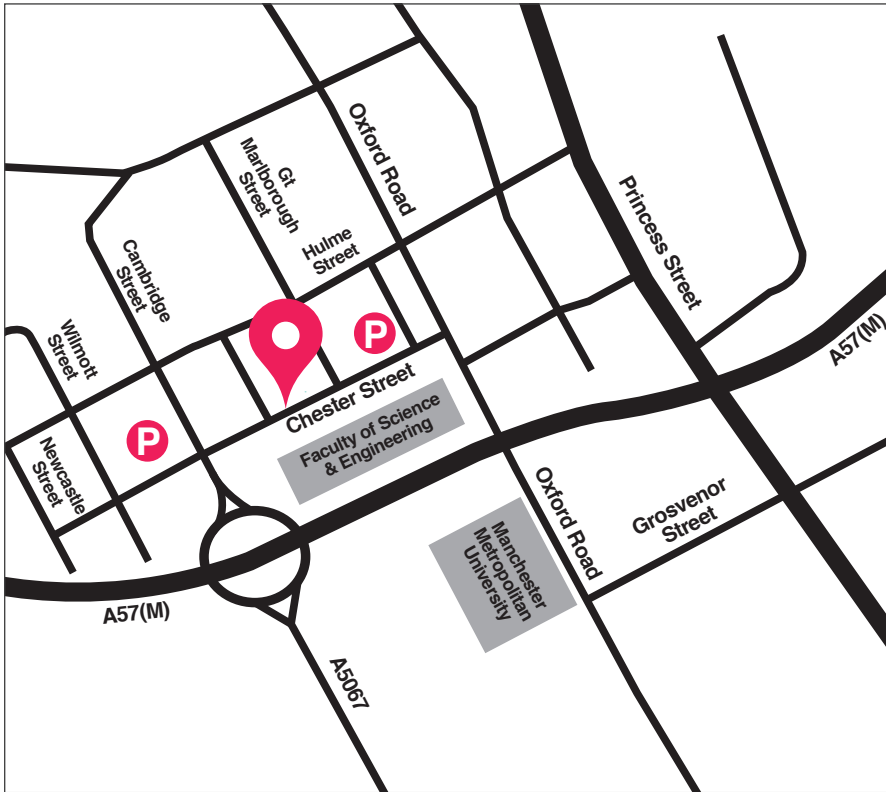 Oxford Road
Gt
Marlborough
Street
Hulme
Street
Princess Street
Cambridge
Street
Wilmott
Street
P
A57(M)
Chester Street
Faculty of Science
& Engineering
P
Newcastle
Street
Oxford Road
Grosvenor
Street
Manchester
Metropolitan
University
A57(M)
A5067